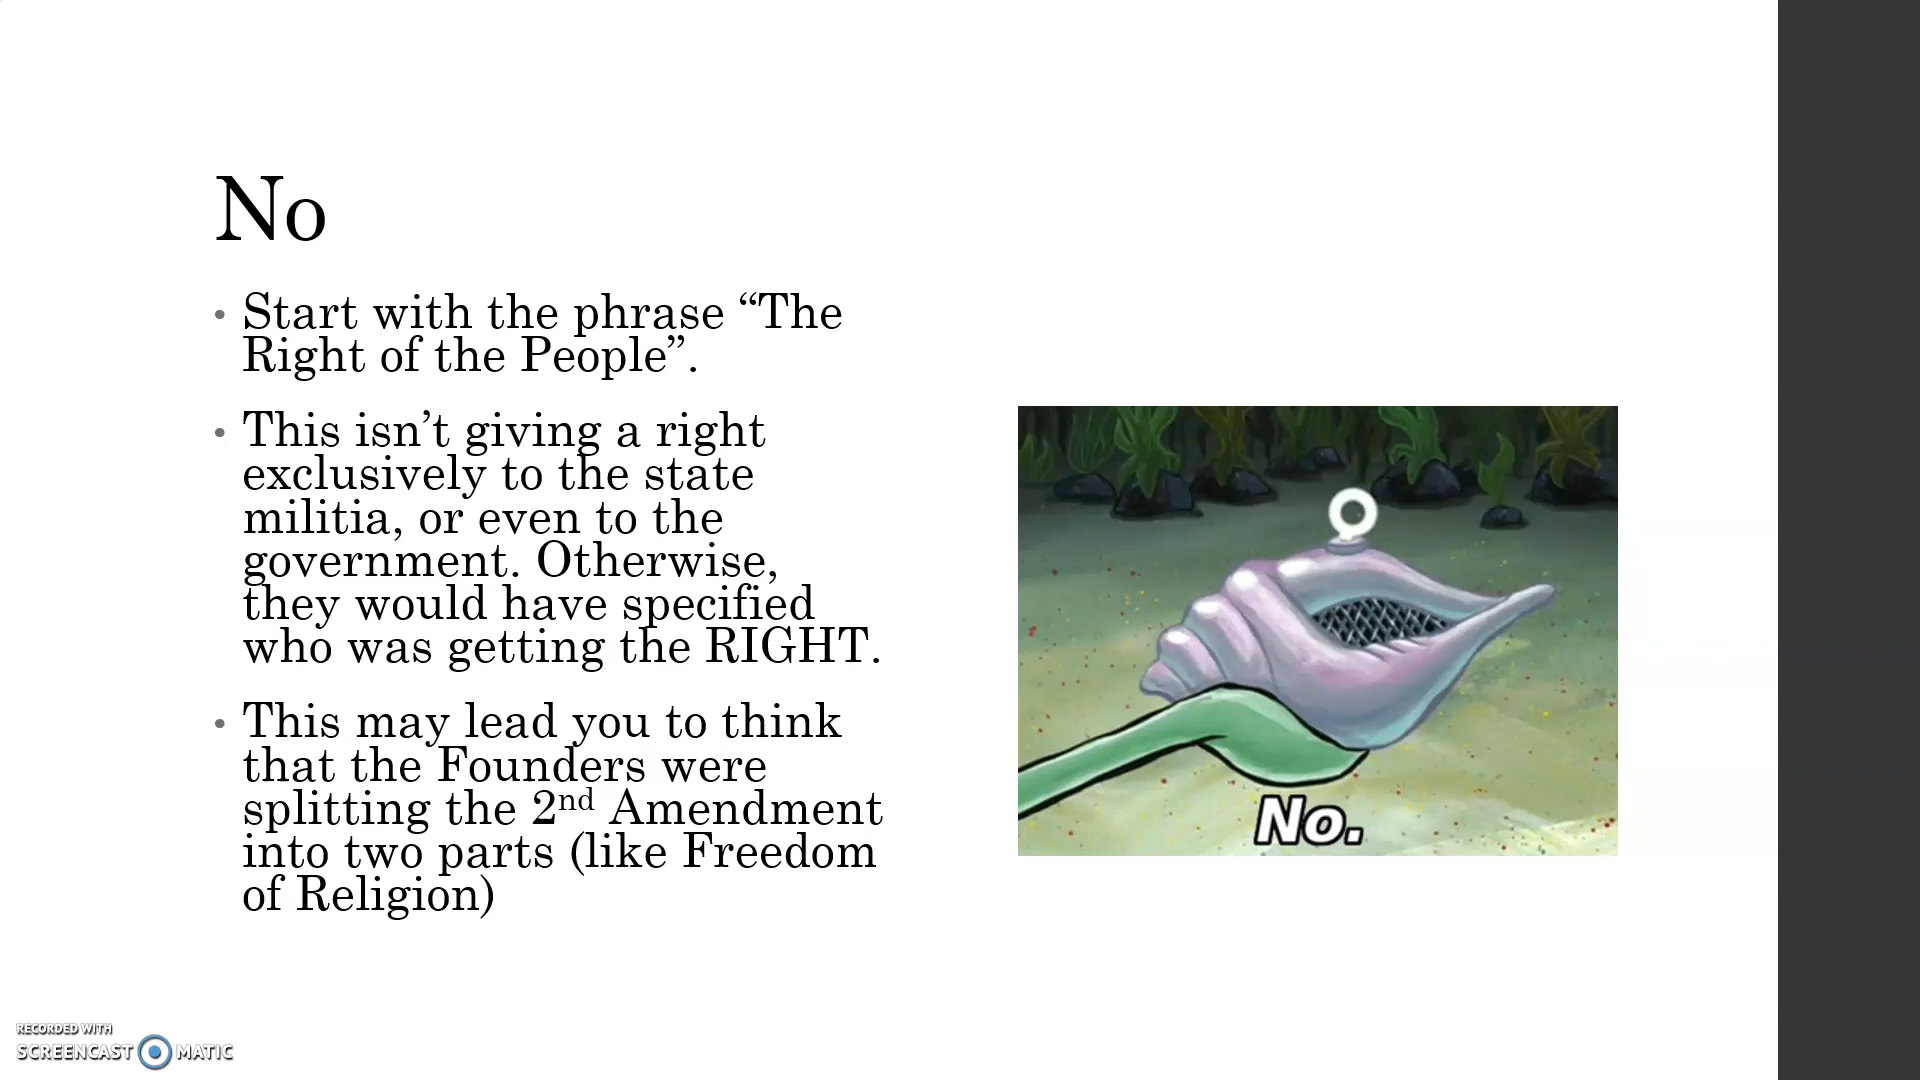 No
• Start with the phrase “The
Right of the People”.
• This isn’t giving a right
exclusively to the state
militia, or even to the
government. Otherwise,
they would have specified
who was getting the RIGHT.
• This may lead you to think
that the Founders were
splitting the 2nd Amendment
into two parts (like Freedom
of Religion)
No.
RECORDED WITH
SCREENCAST MATIC